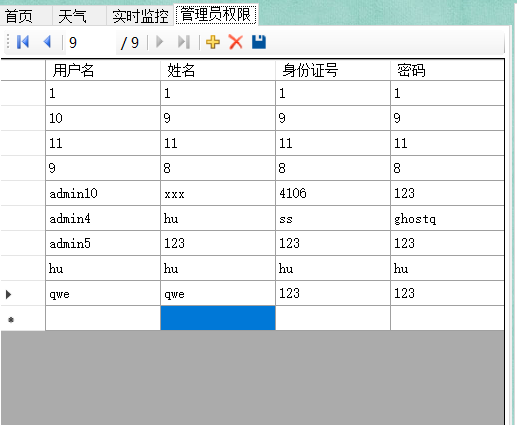 首页 天气 实时监控 管理员权限
9 / 9
用户名 姓名 身份证号 密码
1 1 1 1
10 9 9 9
11 11 11 11
9 8 8 8
admin10 xxx 4106 123
admin4 hu ss ghostq
admin5 123 123 123
hu hu hu hu
qwe qwe 123 123